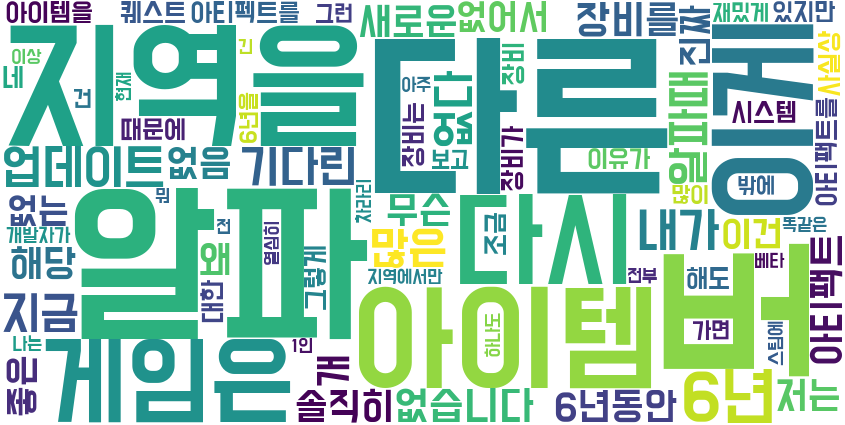 아이템을
퀘스트
아티펙트를
그런
새로운
없어서
장비를
진짜
재밌게
있지만
네
이상
지역을
긴
다른
없다
장비
알파때
이게
사실상
건
현재
6년을
아주
시스템
때문에
장비는
보고
장비가
이유가
아티팩트를
업데이트
없음
기다린
많이
밖에
없는
알파
뭔
차라리
무슨
다시
내가
이건
똑같은
개발자가
왜
전
열심히
많은
조금
해당
대한
그렇게
지역에서만
전부
해도
베타
아티팩트
지금
아이템
하나도
버
가면
스팀에
나는
게임은
1인
좋은
개
솔직히
없습니다
6년동안
6년
저는